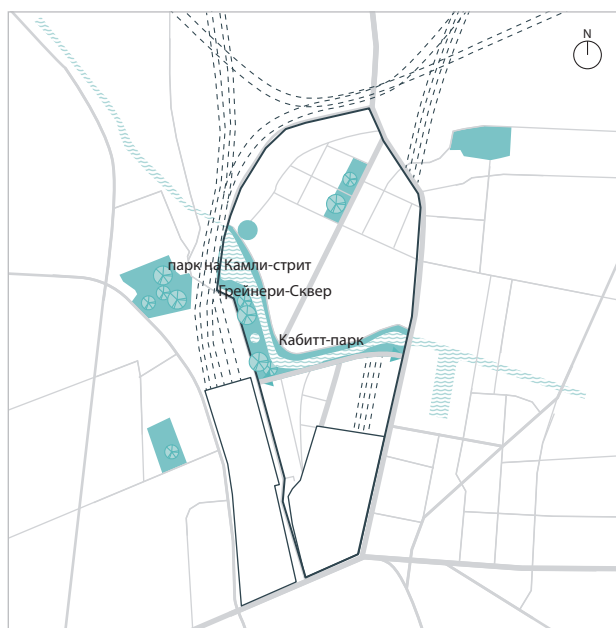 N
парк на Камли-стрит
Грейнери-Сквер
Кабитт-парк